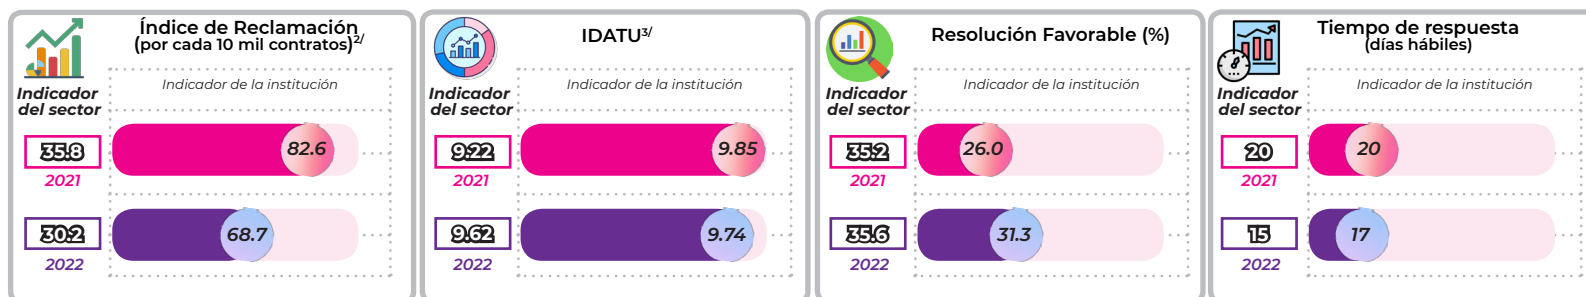 Índice de Reclamación
(por cada 10 mil contratos)2/
Indicador de la institución
Indicador
del sector
35.8
82.6
2021
30.2
68.7
2022
IDATU3/
Indicador de la institución
Indicador
del sector
9.22
9.85
2021
9.62
9.74
2022
Resolución Favorable (%)
Indicador de la institución
Indicador
del sector
35.2
26.0
2021
35.6
31.3
2022
Tiempo de respuesta
(días hábiles)
Indicador de la institución
Indicador
del sector
20
20
2021
15
17
2022